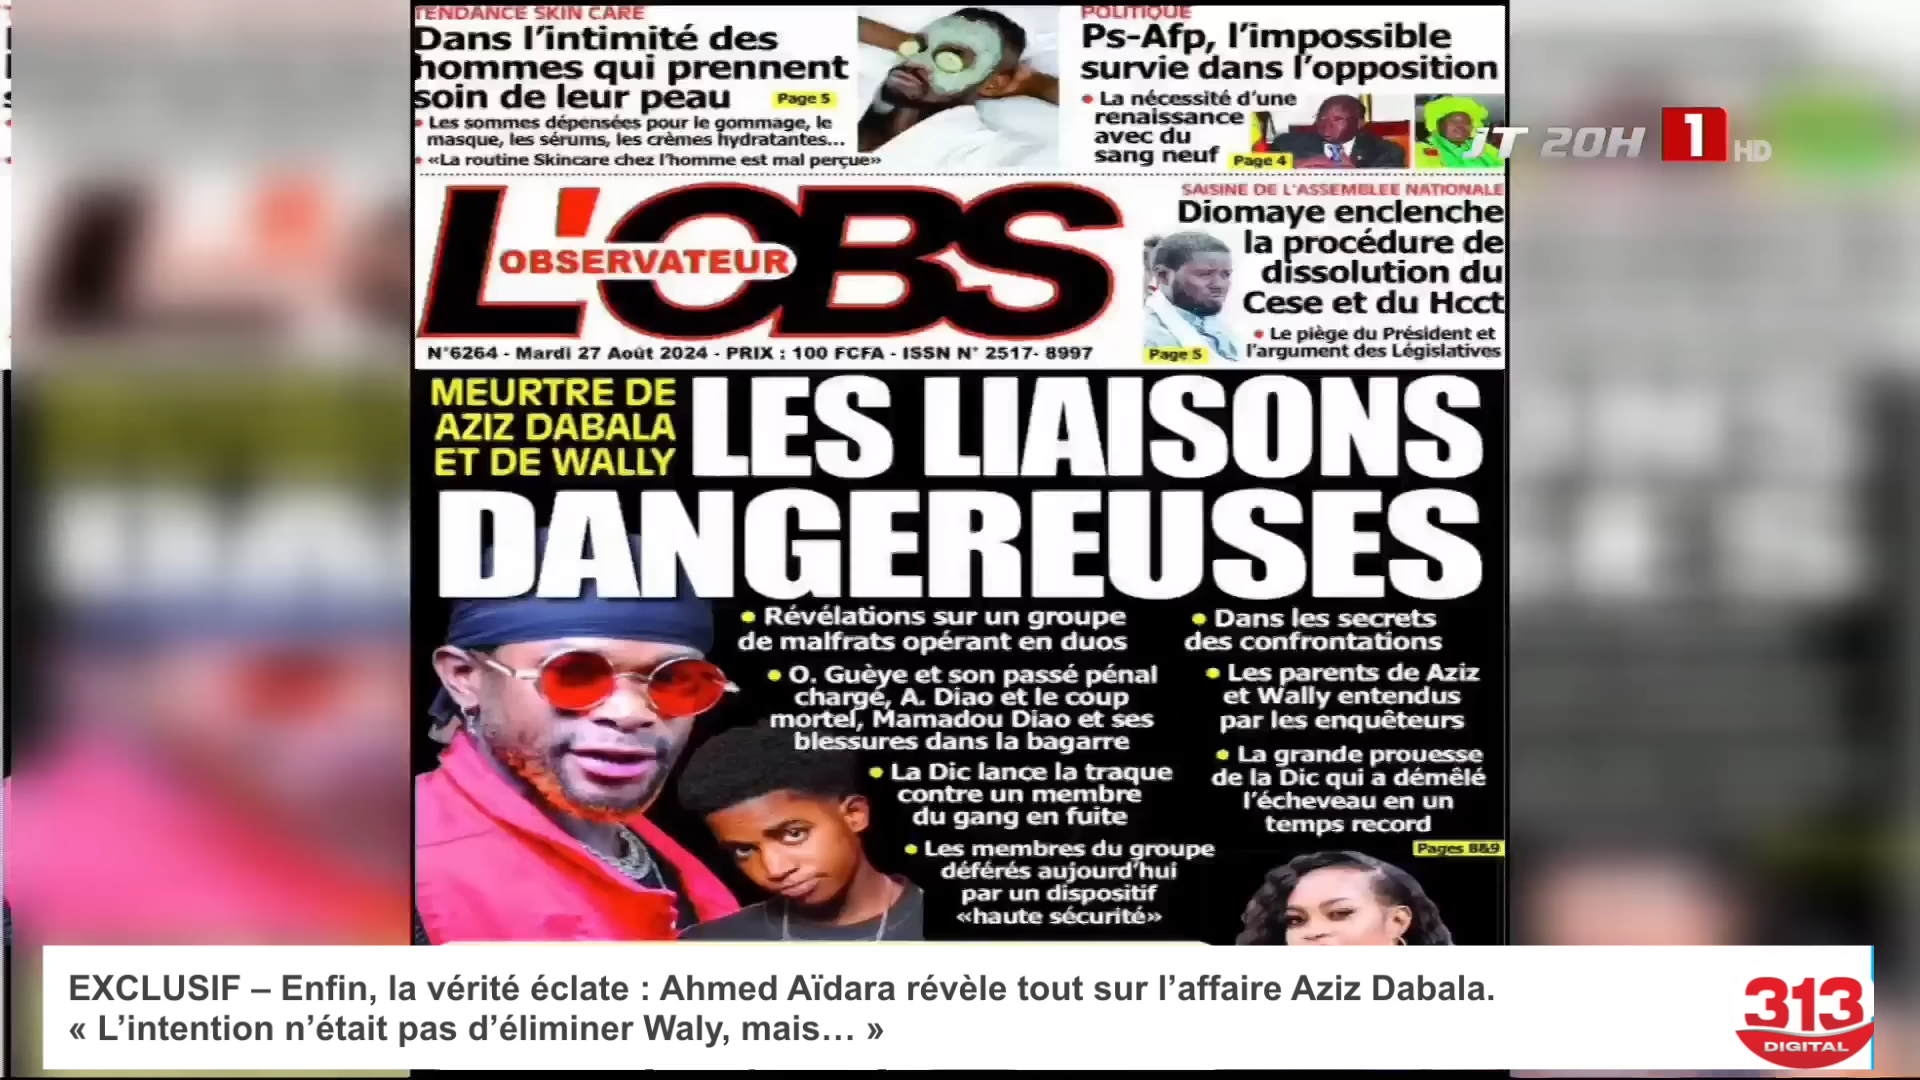 TENDANCE SKIN CARE
Dans l'intimité des
hommes qui prennent
soin de leur peau
Page 5
• Les sommes dépensées pour le gommage, le
masque, les sérums, les crèmes hydratantes...
• «La routine Skincare chez l'homme est mal perçue»
POLITIQUE
Ps-Afp, l'impossible
survie dans l'opposition
• La nécessité d'une
renaissance
avec du
sang neuf
Page 4
JT 20H 1 HD
L'OBS
OBSERVATEUR
N°6264 - Mardi 27 Août 2024 - PRIX : 100 FCFA - ISSN N° 2517- 8997
SAISINE DE L'ASSEMBLEE NATIONALE
Diomaye enclenche
la procédure de
dissolution du
Cese et du Hcct
• Le piège du Président et
l'argument des Législatives
Page 5
MEURTRE DE
AZIZ DABALA
ET DE WALLY
LES LIAISONS
DANGEREUSES
• Révélations sur un groupe
de malfrats opérant en duos
• O. Guèye et son passé pénal
chargé, A. Diao et le coup
mortel, Mamadou Diao et ses
blessures dans la bagarre
• La Dic lance la traque
contre un membre
du gang en fuite
• Les membres du groupe
déférés aujourd'hui
par un dispositif
«haute sécurité»
• Dans les secrets
des confrontations
• Les parents de Aziz
et Wally entendus
par les enquêteurs
• La grande prouesse
de la Dic qui a démêlé
l'écheveau en un
temps record
Pages 8&9
EXCLUSIF – Enfin, la vérité éclate : Ahmed Aïdara révèle tout sur l'affaire Aziz Dabala.
« L'intention n'était pas d'éliminer Waly, mais… »
313
DIGITAL